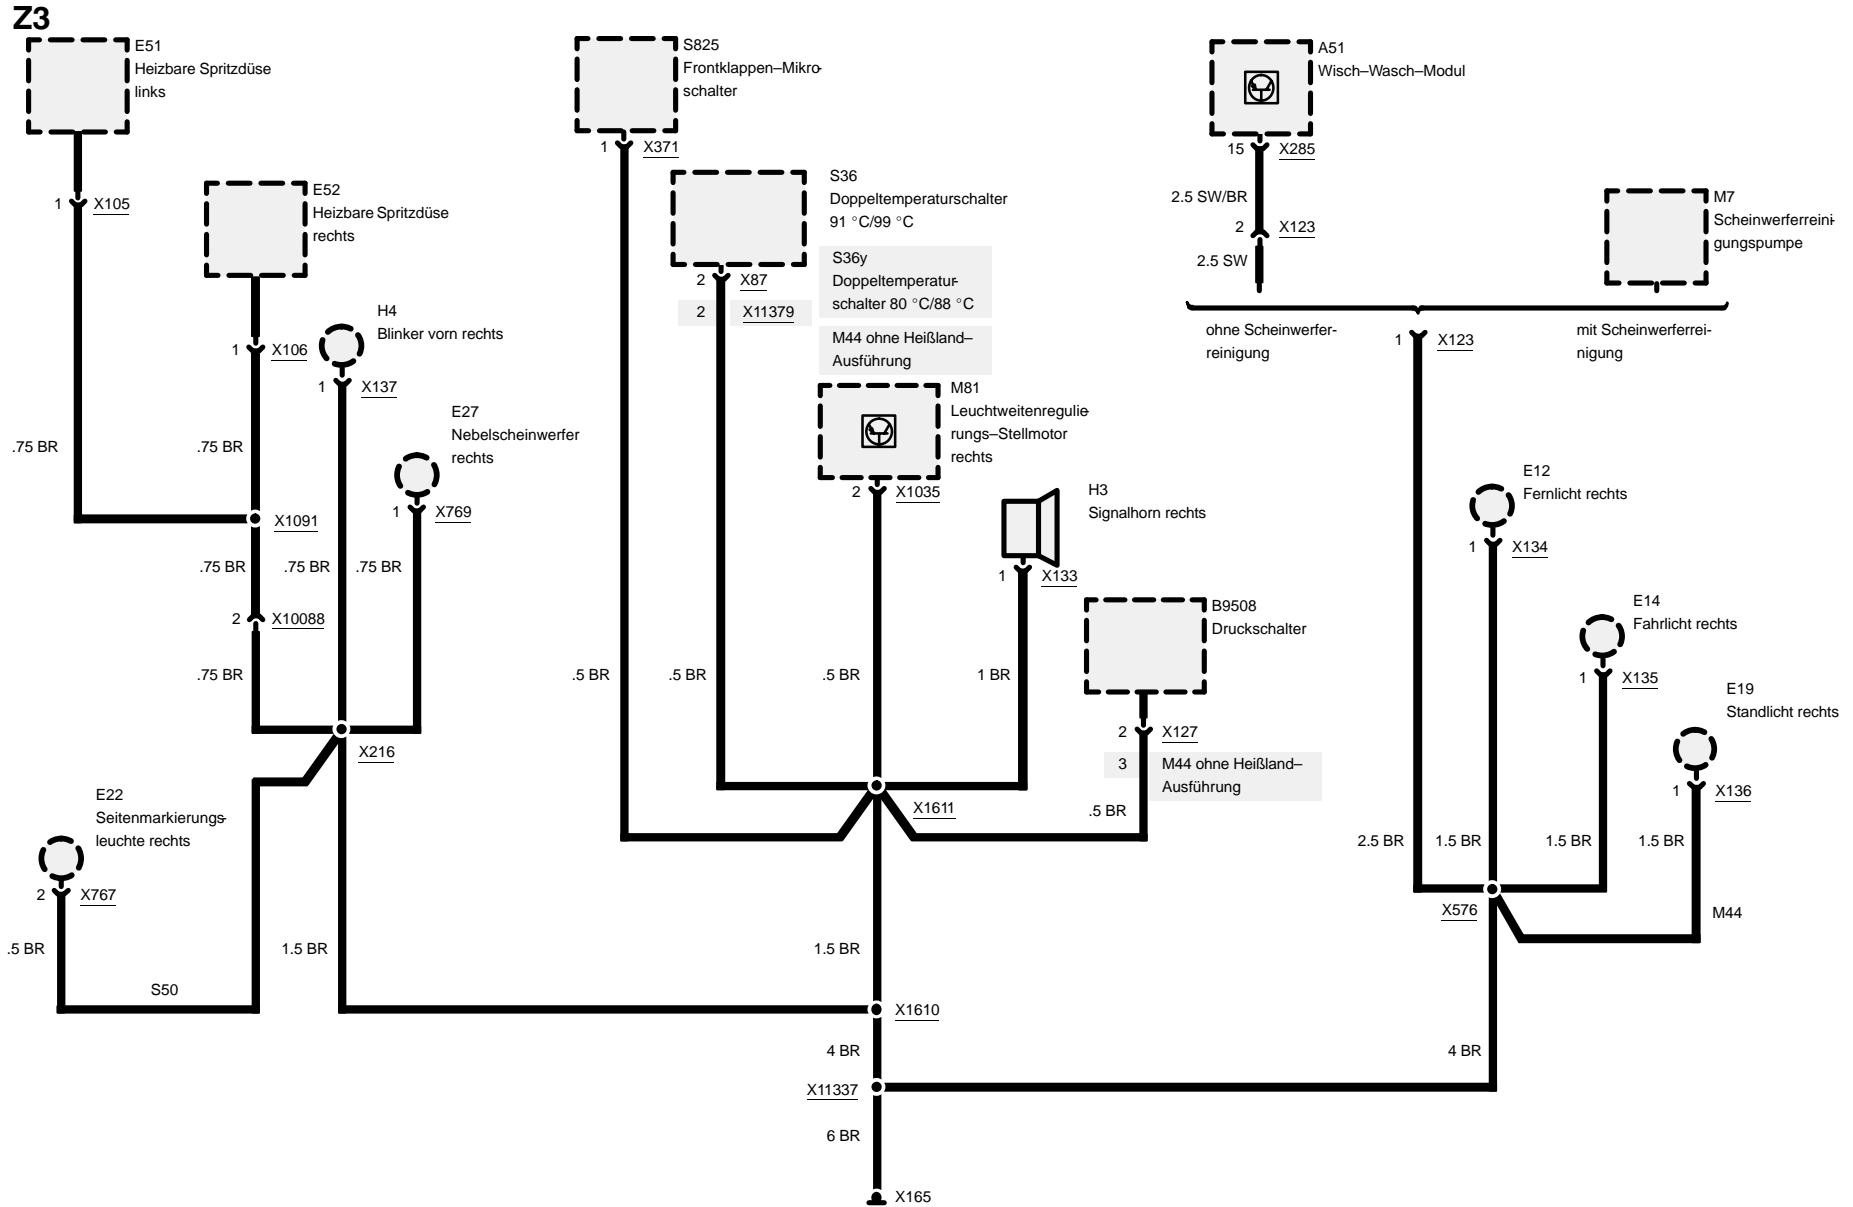 Z3
E51
Heizbare Spritzdüse
links
1 X105
E52
Heizbare Spritzdüse
rechts
1 X106
H4
Blinker vorn rechts
1 X137
E27
Nebelscheinwerfer
rechts
1 X769
.75 BR
.75 BR
X1091
.75 BR
.75 BR
.75 BR
2 X10088
.75 BR
X216
E22
Seitenmarkierungs-
leuchte rechts
2 X767
.5 BR
S50
1.5 BR
S825
Frontklappen–Mikro-
schalter
1 X371
S36
Doppeltemperaturschalter
91 °C/99 °C
S36y
Doppeltemperatur-
schalter 80 °C/88 °C
M44 ohne Heißland–
Ausführung
2 X87
2 X11379
M81
Leuchtweitenregulie-
rungs–Stellmotor
rechts
2 X1035
H3
Signalhorn rechts
1 X133
B9508
Druckschalter
2 X127
3 M44 ohne Heißland–
Ausführung
.5 BR
.5 BR
.5 BR
1 BR
.5 BR
X1611
1.5 BR
X1610
4 BR
X11337
6 BR
X165
A51
Wisch–Wasch–Modul
15 X285
2.5 SW/BR
2 X123
2.5 SW
M7
Scheinwerferreini-
gungspumpe
ohne Scheinwerfer-
reinigung
1 X123
mit Scheinwerferrei-
nigung
E12
Fernlicht rechts
1 X134
E14
Fahrlicht rechts
1 X135
E19
Standlicht rechts
1 X136
2.5 BR
1.5 BR
1.5 BR
1.5 BR
X576
M44
4 BR